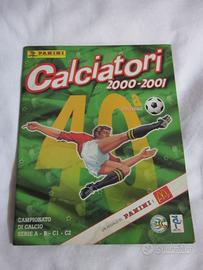 PANINI
Calciatori
2000-2001
40°
CAMPIONATO
DI CALCIO
SERIE A - B - C1 - C2
PANINI